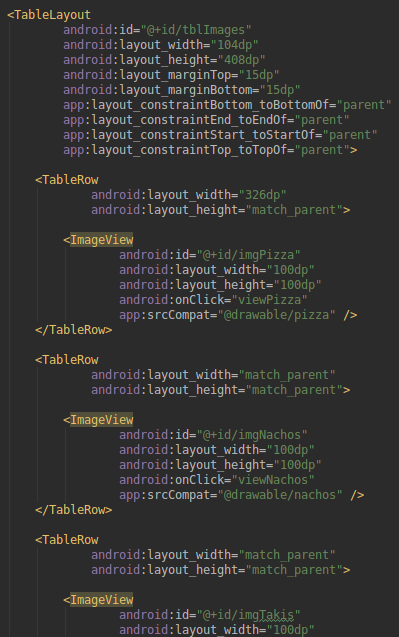 <TableLayout
android:id="@+id/tblImages"
android:layout_width="104dp"
android:layout_height="408dp"
android:layout_marginTop="15dp"
android:layout_marginBottom="15dp"
app:layout_constraintBottom_toBottomOf="parent"
app:layout_constraintEnd_toEndOf="parent"
app:layout_constraintStart_toStartOf="parent"
app:layout_constraintTop_toTopOf="parent">
<TableRow
android:layout_width="326dp"
android:layout_height="match_parent">
<ImageView
android:id="@+id/imgPizza"
android:layout_width="100dp"
android:layout_height="100dp"
android:onClick="viewPizza"
app:srcCompat="@drawable/pizza" />
</TableRow>
<TableRow
android:layout_width="match_parent"
android:layout_height="match_parent">
<ImageView
android:id="@+id/imgNachos"
android:layout_width="100dp"
android:layout_height="100dp"
android:onClick="viewNachos"
app:srcCompat="@drawable/nachos" />
</TableRow>
<TableRow
android:layout_width="match_parent"
android:layout_height="match_parent">
<ImageView
android:id="@+id/imgTakis"
android:layout_width="100dp"